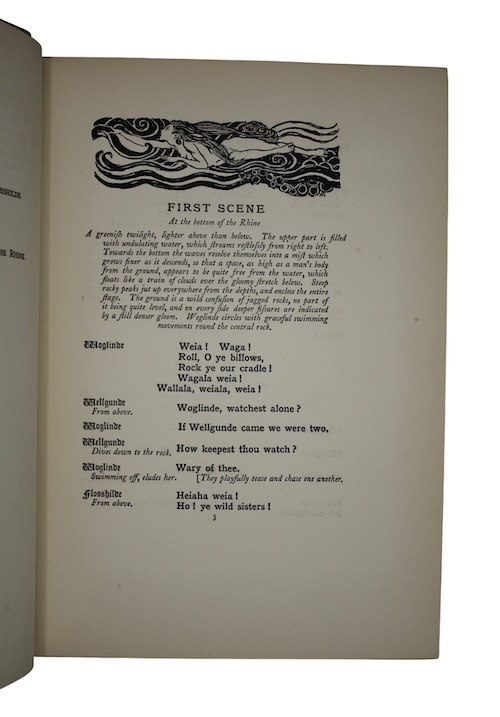 OSSHILDE
HE RHINE
FIRST SCENE
At the bottom of the Rhine
A greenish twilight, lighter above than below. The upper part is filled
with undulating water, which streams restlessly from right to left.
Towards the bottom the waves resolve themselves into a mist which
grows finer as it descends, so that a space, as high as a man's body
from the ground, appears to be quite free from the water, which
floats like a train of clouds over the gloomy stretch below. Steep
rocky peaks jut up everywhere from the depths, and enclose the entire
stage. The ground is a wild confusion of jagged rocks, no part of
it being quite level, and on every side deeper fissures are indicated
by a still denser gloom. Woglinde circles with graceful swimming
movements round the central rock.
Woglinde Weia! Waga!
Roll, O ye billows,
Rock ye our cradle!
Wagala weia!
Wallala, weiala, weia!
Wellgunde
From above. Woglinde, watchest alone?
Woglinde If Wellgunde came we were two.
Wellgunde
Dives down to the rock. How keepest thou watch?
Woglinde Wary of thee.
Swimming off, eludes her. [They playfully tease and chase one another.
Flosshilde Heiaha weia!
From above. Ho! ye wild sisters!
3